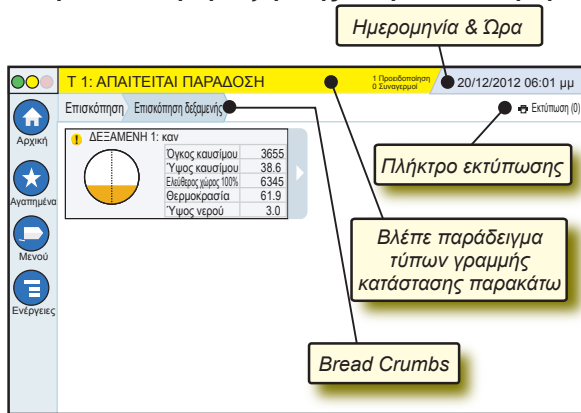 Ημερομηνία & Ώρα
T 1: ΑΠΑΙΤΕΙΤΑΙ ΠΑΡΑΔΟΣΗ
1 Προειδοποίηση
0 Συναγερμοί
20/12/2012 06:01 μμ
Επισκόπηση
Επισκόπηση δεξαμενής
Εκτύπωση (0)
Αρχική
Αγαπημένα
Μενού
Ενέργειες
ΔΕΞΑΜΕΝΗ 1: καν
Όγκος καυσίμου 3655
Ύψος καυσίμου 38.6
Ελεύθερος χώρος 100% 6345
Θερμοκρασία 61.9
Ύψος νερού 3.0
Πλήκτρο εκτύπωσης
Βλέπε παράδειγμα
τύπων γραμμής
κατάστασης παρακάτω
Bread Crumbs